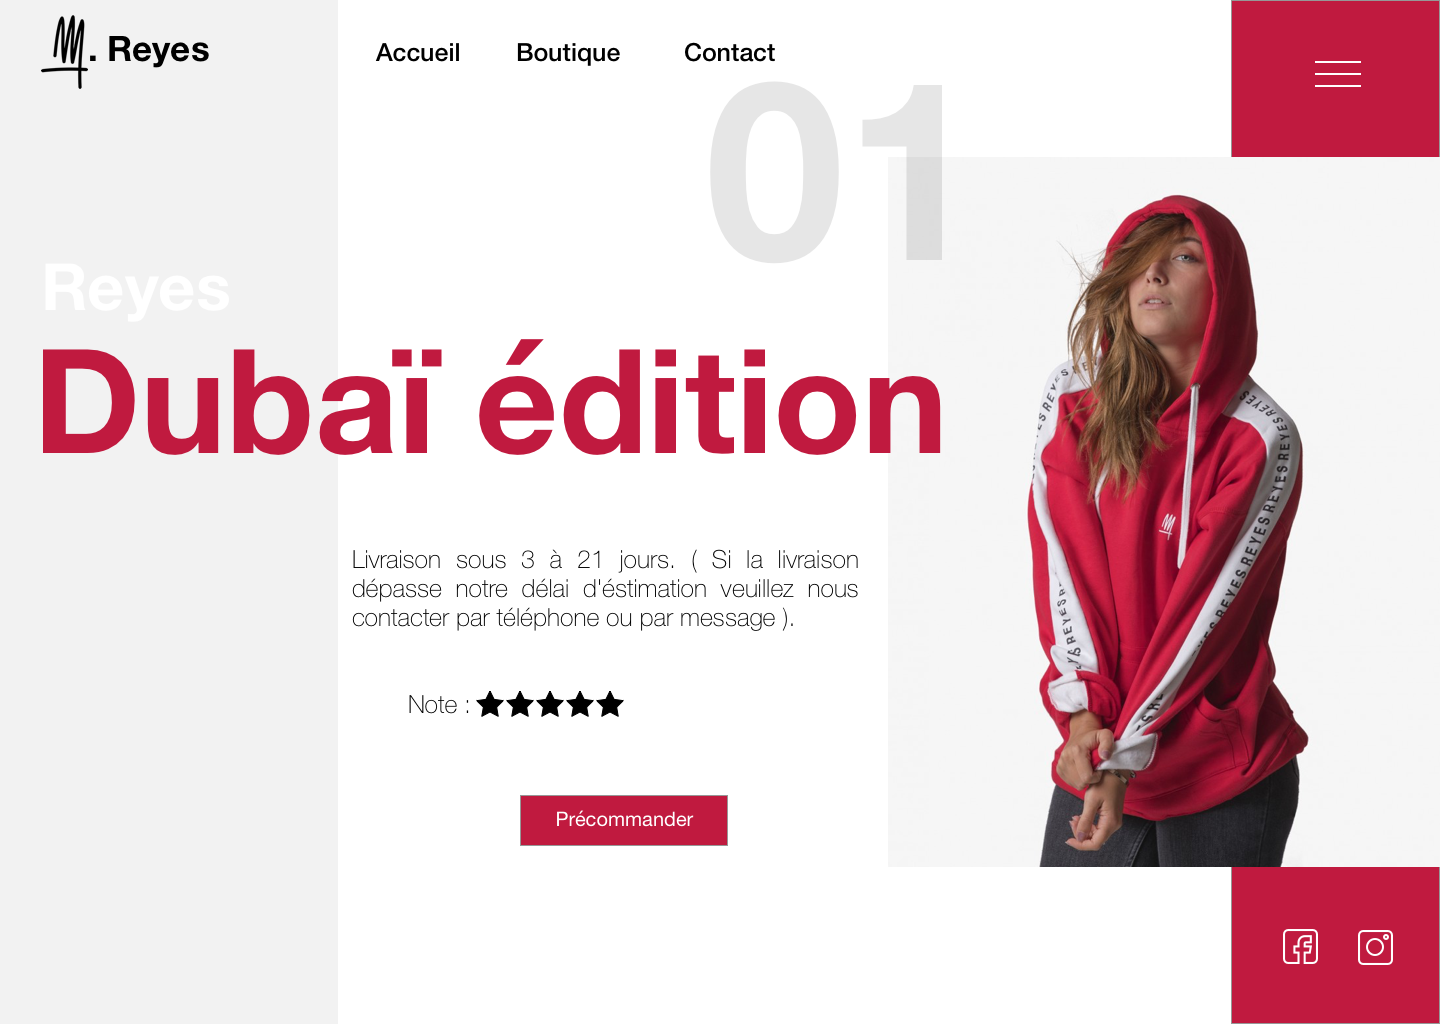 . Reyes
Accueil Boutique Contact
01
Reyes
Dubaï édition
Livraison sous 3 à 21 jours. ( Si la livraison
dépasse notre délai d'éstimation veuillez nous
contacter par téléphone ou par message ).
Note :
Précommander
REYES REYES
REYES REYES REYES REYES REYES